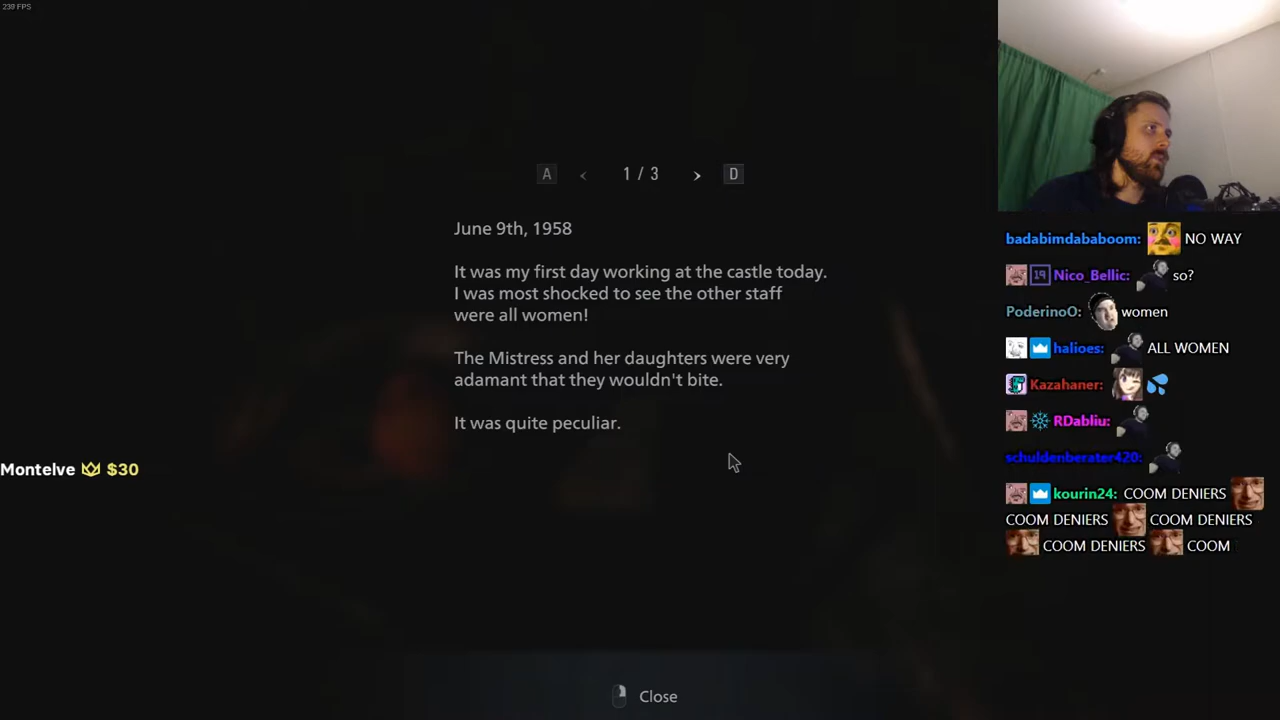 239 FPS
A < 1 / 3 > D
June 9th, 1958
It was my first day working at the castle today.
I was most shocked to see the other staff
were all women!
The Mistress and her daughters were very
adamant that they wouldn't bite.
It was quite peculiar.
Montelve $30
Close
badabimdababoom: NO WAY
19 Nico_Bellic: so?
PoderinoO: women
halioes: ALL WOMEN
Kazahaner:
RDabliu:
schuldenberater420:
kourin24: COOM DENIERS
COOM DENIERS COOM DENIERS
COOM DENIERS COOM